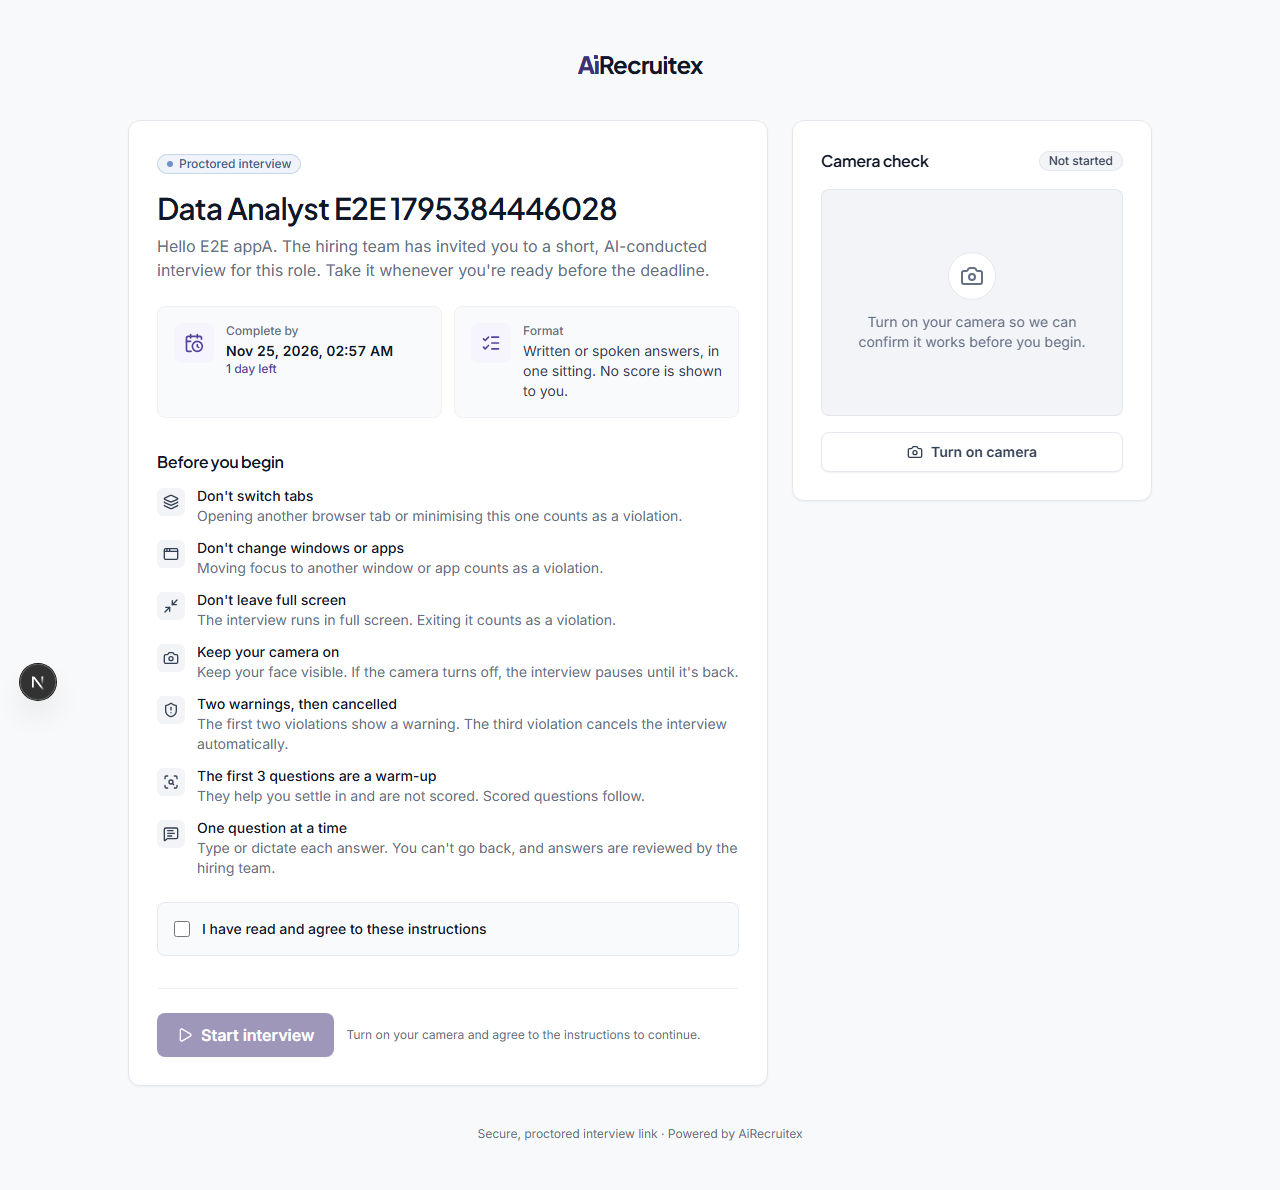 AiRecruitex
Proctored interview
Data Analyst E2E 1795384446028
Hello E2E appA. The hiring team has invited you to a short, AI-conducted
interview for this role. Take it whenever you're ready before the deadline.
Complete by
Nov 25, 2026, 02:57 AM
1 day left
Format
Written or spoken answers, in
one sitting. No score is shown
to you.
Before you begin
Don't switch tabs
Opening another browser tab or minimising this one counts as a violation.
Don't change windows or apps
Moving focus to another window or app counts as a violation.
Don't leave full screen
The interview runs in full screen. Exiting it counts as a violation.
Keep your camera on
Keep your face visible. If the camera turns off, the interview pauses until it's back.
Two warnings, then cancelled
The first two violations show a warning. The third violation cancels the interview
automatically.
The first 3 questions are a warm-up
They help you settle in and are not scored. Scored questions follow.
One question at a time
Type or dictate each answer. You can't go back, and answers are reviewed by the
hiring team.
I have read and agree to these instructions
Start interview
Turn on your camera and agree to the instructions to continue.
Camera check
Not started
Turn on your camera so we can
confirm it works before you begin.
Turn on camera
N
Secure, proctored interview link · Powered by AiRecruitex